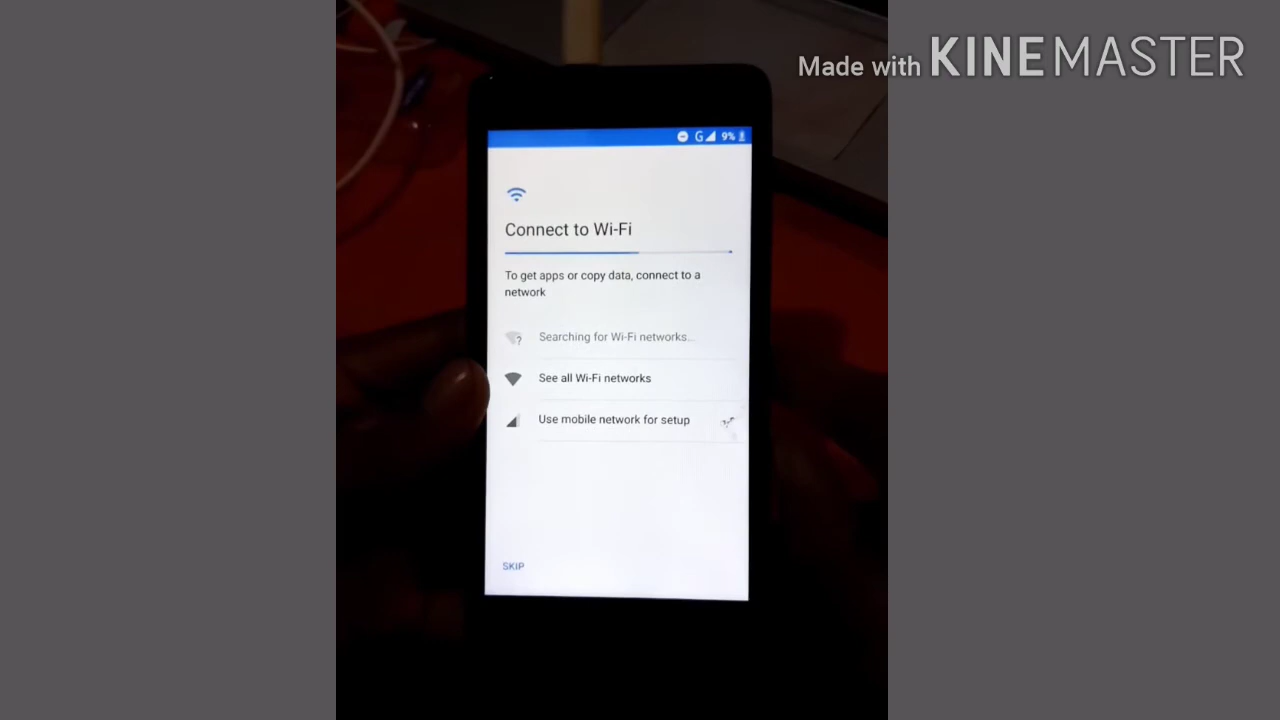 Made with KINEMASTER
G 9%
Connect to Wi-Fi
To get apps or copy data, connect to a
network
Searching for Wi-Fi networks...
See all Wi-Fi networks
Use mobile network for setup
SKIP